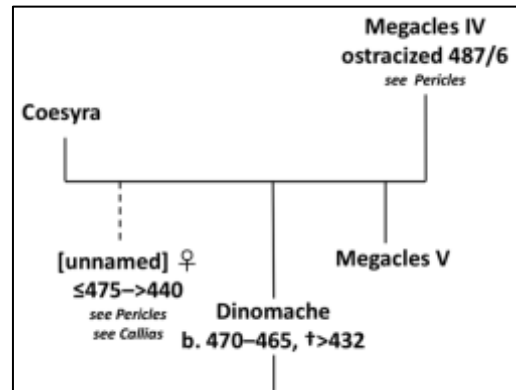 Megacles IV
ostracized 487/6
see Pericles
Coesyra
[unnamed] ♀
≤475–>440
see Pericles
see Callias
Megacles V
Dinomache
b. 470–465, †>432